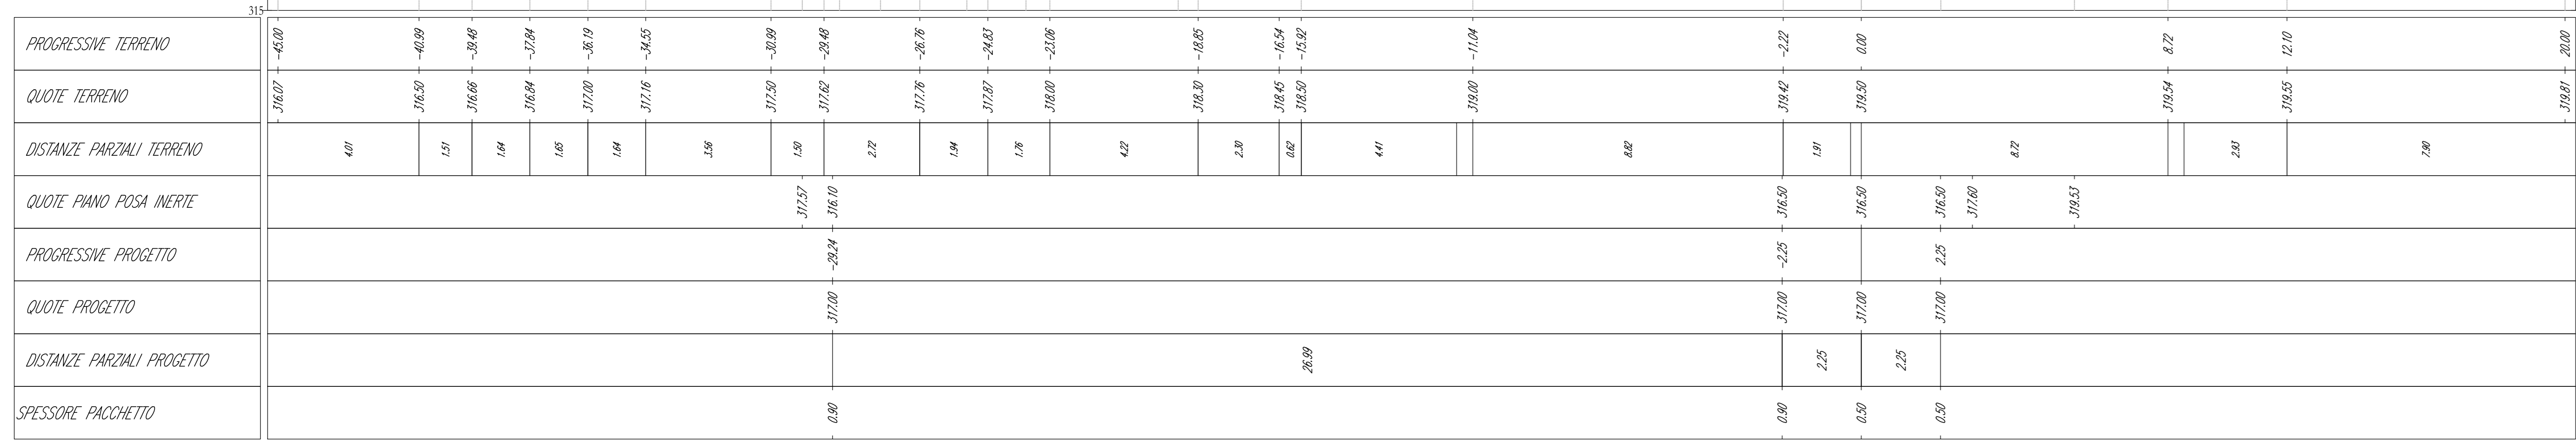 315
PROGRESSIVE TERRENO -45.00 -40.99 -39.48 -37.84 -36.19 -34.55 -30.99 -29.48 -26.76 -24.83 -23.06 -18.85 -16.54 -15.92 -11.04 -2.22 0.00 8.72 12.10 20.00
QUOTE TERRENO 316.07 316.50 316.66 316.84 317.00 317.16 317.50 317.62 317.76 317.87 318.00 318.30 318.45 318.50 319.00 319.42 319.50 319.54 319.55 319.81
DISTANZE PARZIALI TERRENO 4.01 1.51 1.64 1.65 1.64 3.56 1.50 2.72 1.94 1.76 4.22 2.30 0.62 4.41 8.82 1.91 8.72 2.93 7.90
QUOTE PIANO POSA INERTE 317.57 316.10 316.50 316.50 316.50 317.60 319.53
PROGRESSIVE PROGETTO -29.24 -2.25 2.25
QUOTE PROGETTO 317.00 317.00 317.00 317.00
DISTANZE PARZIALI PROGETTO 26.99 2.25 2.25
SPESSORE PACCHETTO 0.90 0.90 0.50 0.50